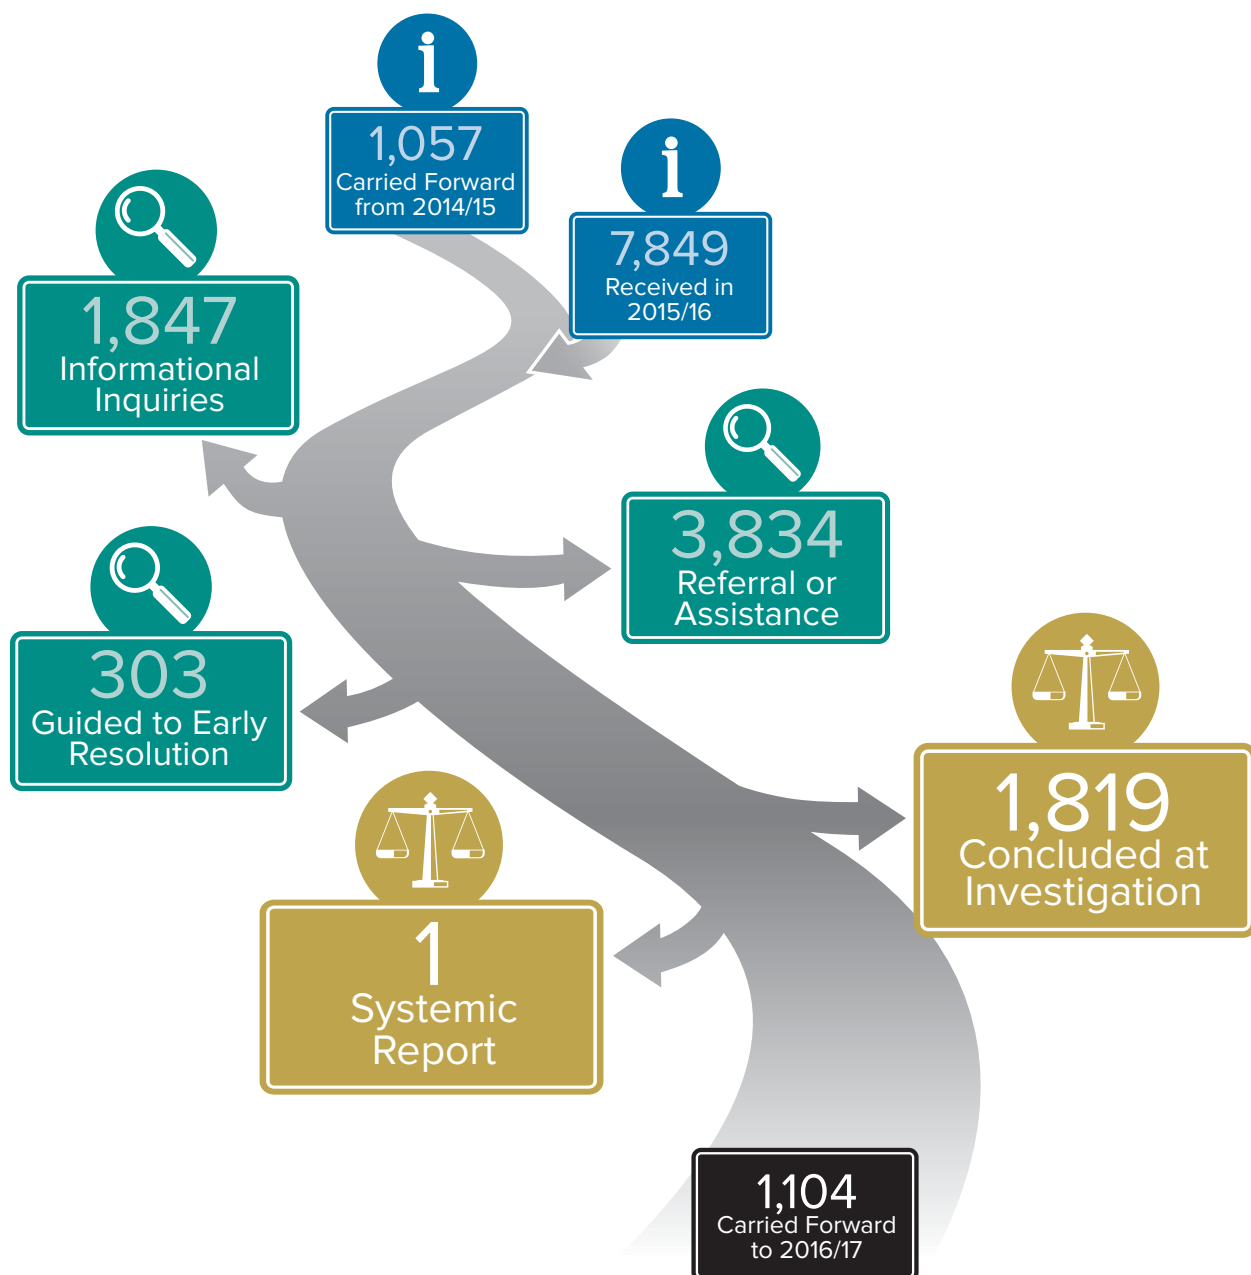 1,057
Carried Forward
from 2014/15
7,849
Received in
2015/16
1,847
Informational
Inquiries
3,834
Referral or
Assistance
303
Guided to Early
Resolution
1,819
Concluded at
Investigation
1
Systemic
Report
1,104
Carried Forward
to 2016/17